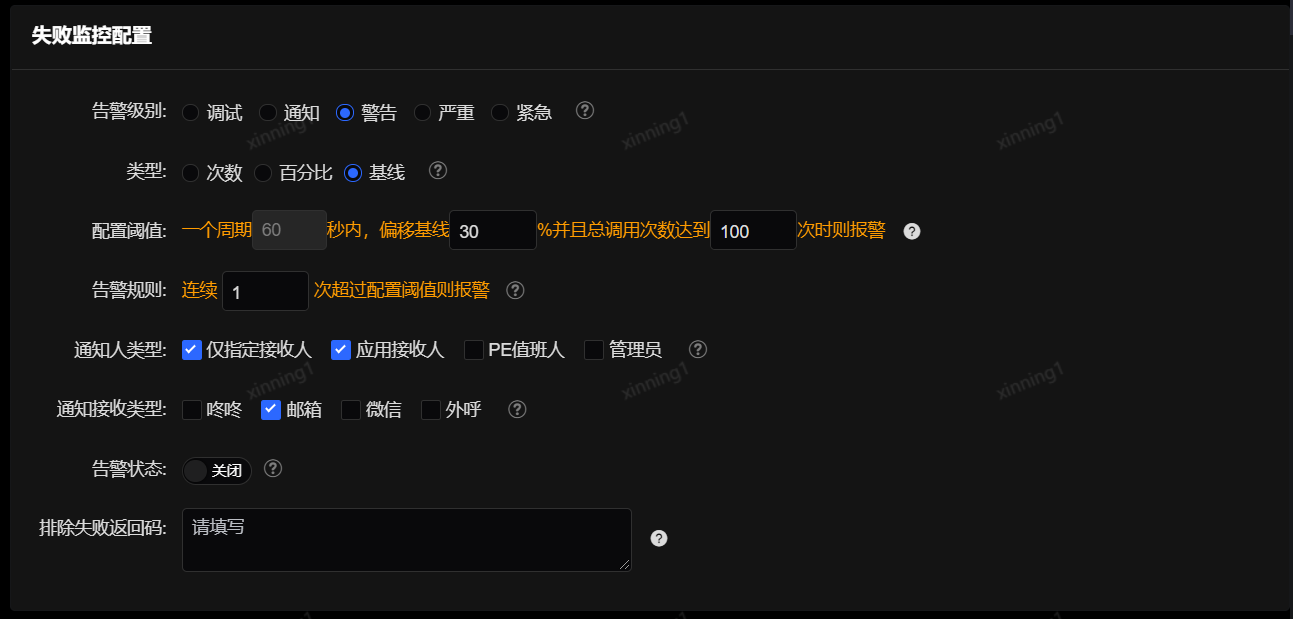 失败监控配置
告警级别: 调试 通知 警告 严重 紧急 ?
xinning1 xinning1 xinning1
类型: 次数 百分比 基线 ?
配置阈值: 一个周期 60 秒内，偏移基线 30 %并且总调用次数达到 100 次时则报警 ?
告警规则: 连续 1 次超过配置阈值则报警 ?
通知人类型: 仅指定接收人 应用接收人 PE值班人 管理员 ?
xinning1 xinning1 xinning1
通知接收类型: 咚咚 邮箱 微信 外呼 ?
告警状态: 关闭 ?
排除失败返回码: 请填写 ?